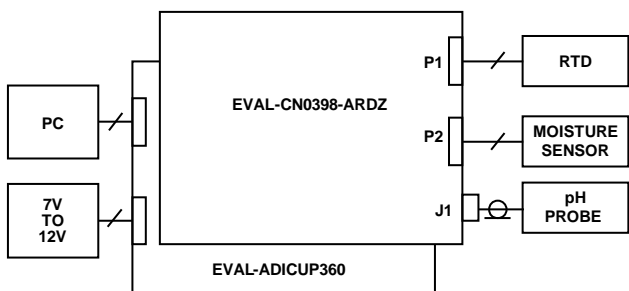 PC
7V
TO
12V
EVAL-CN0398-ARDZ
EVAL-ADICUP360
P1
RTD
P2
MOISTURE
SENSOR
J1
pH
PROBE